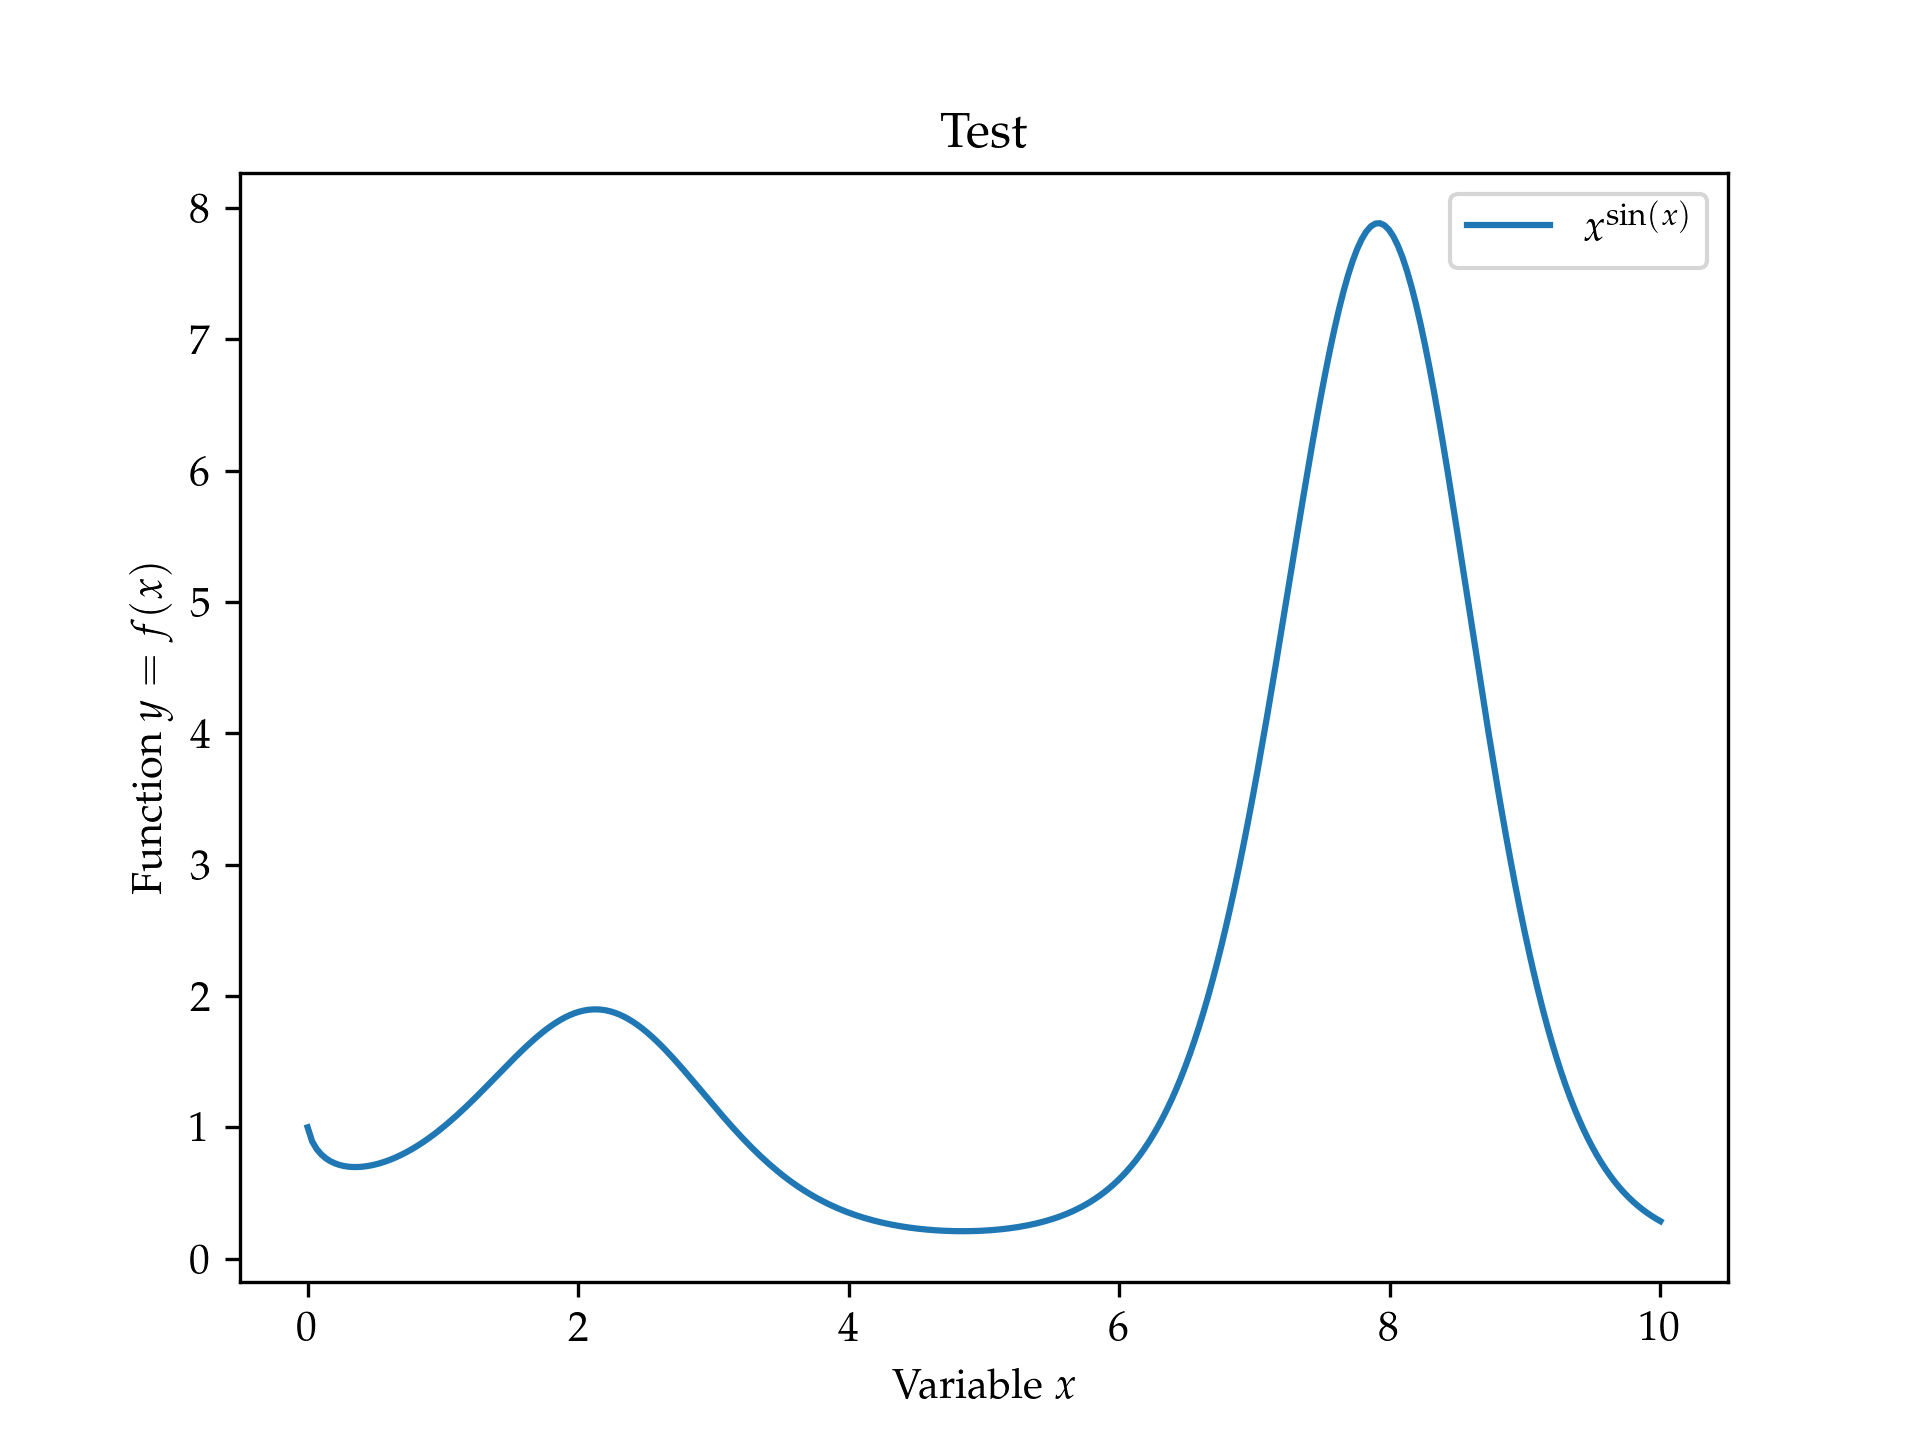 Test
x^sin(x)
8
7
6
5
4
3
2
1
0
Function y = f(x)
0 2 4 6 8 10
Variable x